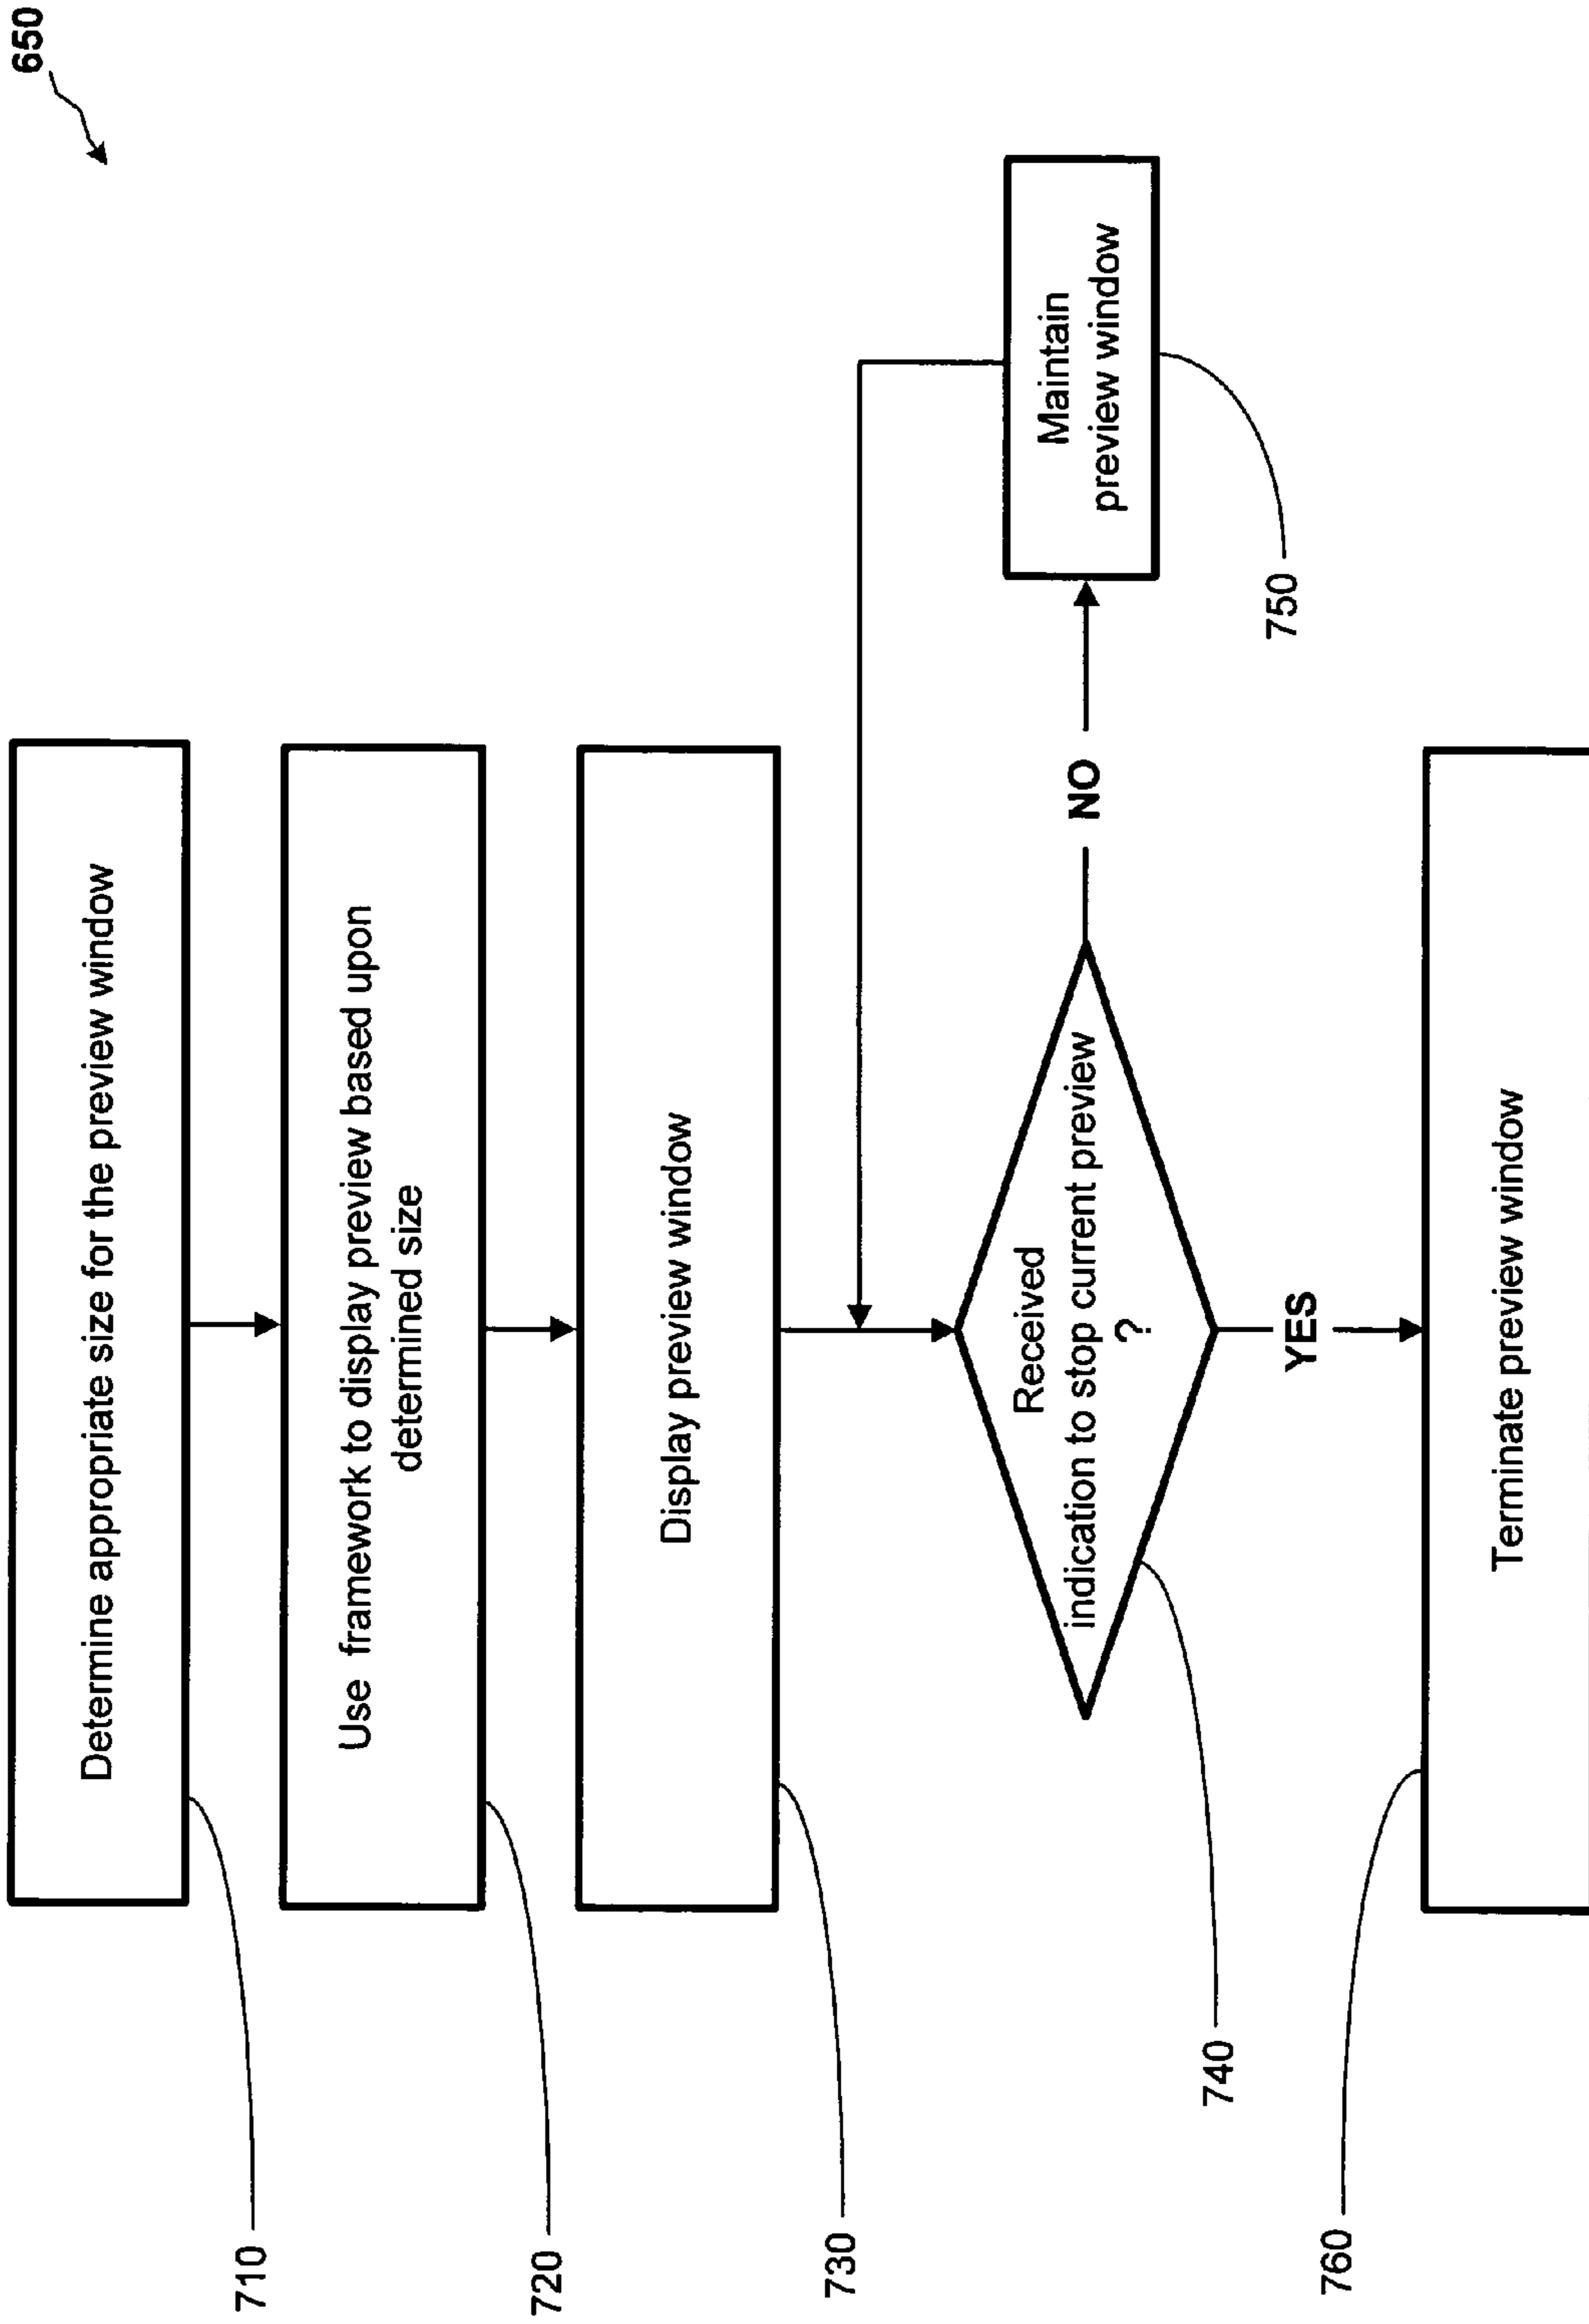 650
Determine appropriate size for the preview window
710
Use framework to display preview based upon
determined size
720
Display preview window
730
Received
indication to stop current preview
?
740
NO
Maintain
preview window
750
YES
Terminate preview window
760